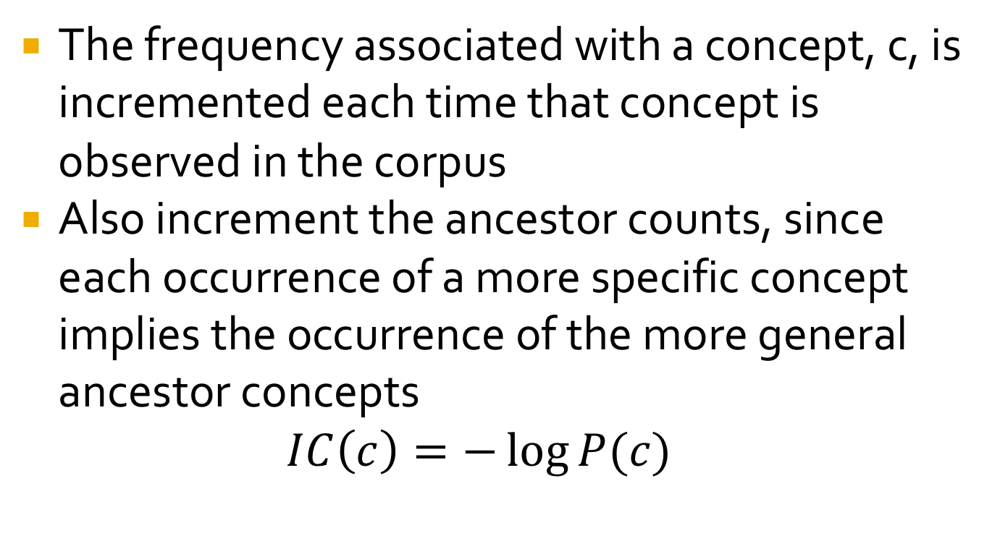 ▪ The frequency associated with a concept, c, is
incremented each time that concept is
observed in the corpus
▪ Also increment the ancestor counts, since
each occurrence of a more specific concept
implies the occurrence of the more general
ancestor concepts
IC(c) = − log P(c)